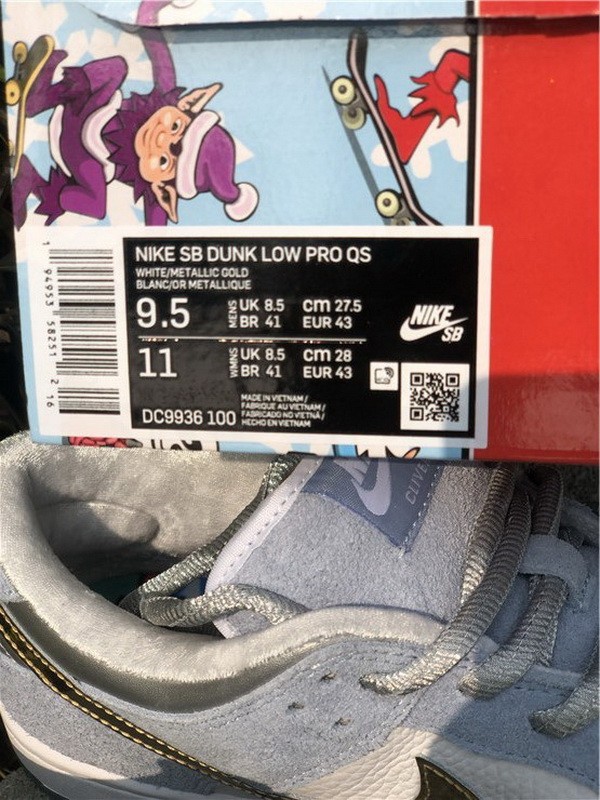 NIKE SB DUNK LOW PRO QS
WHITE/METALLIC GOLD
BLANC/OR METALLIQUE
9.5 MENS UK 8.5 cm 27.5
BR 41 EUR 43
11 WMNS UK 8.5 cm 28
BR 41 EUR 43
DC9936 100
MADE IN VIETNAM /
FABRIQUE AU VIETNAM /
FABRICADO NO VIETNÃ /
HECHO EN VIETNAM
NIKE
SB
1 94953 58251 2 16